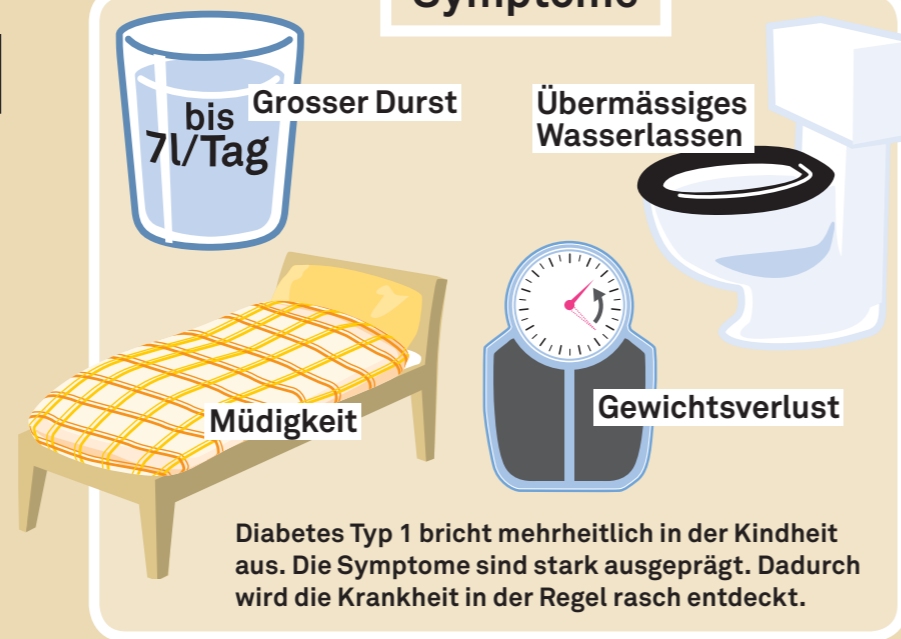 Symptome
bis
7l/Tag
Grosser Durst
Übermässiges
Wasserlassen
Müdigkeit
Gewichtsverlust
Diabetes Typ 1 bricht mehrheitlich in der Kindheit
aus. Die Symptome sind stark ausgeprägt. Dadurch
wird die Krankheit in der Regel rasch entdeckt.